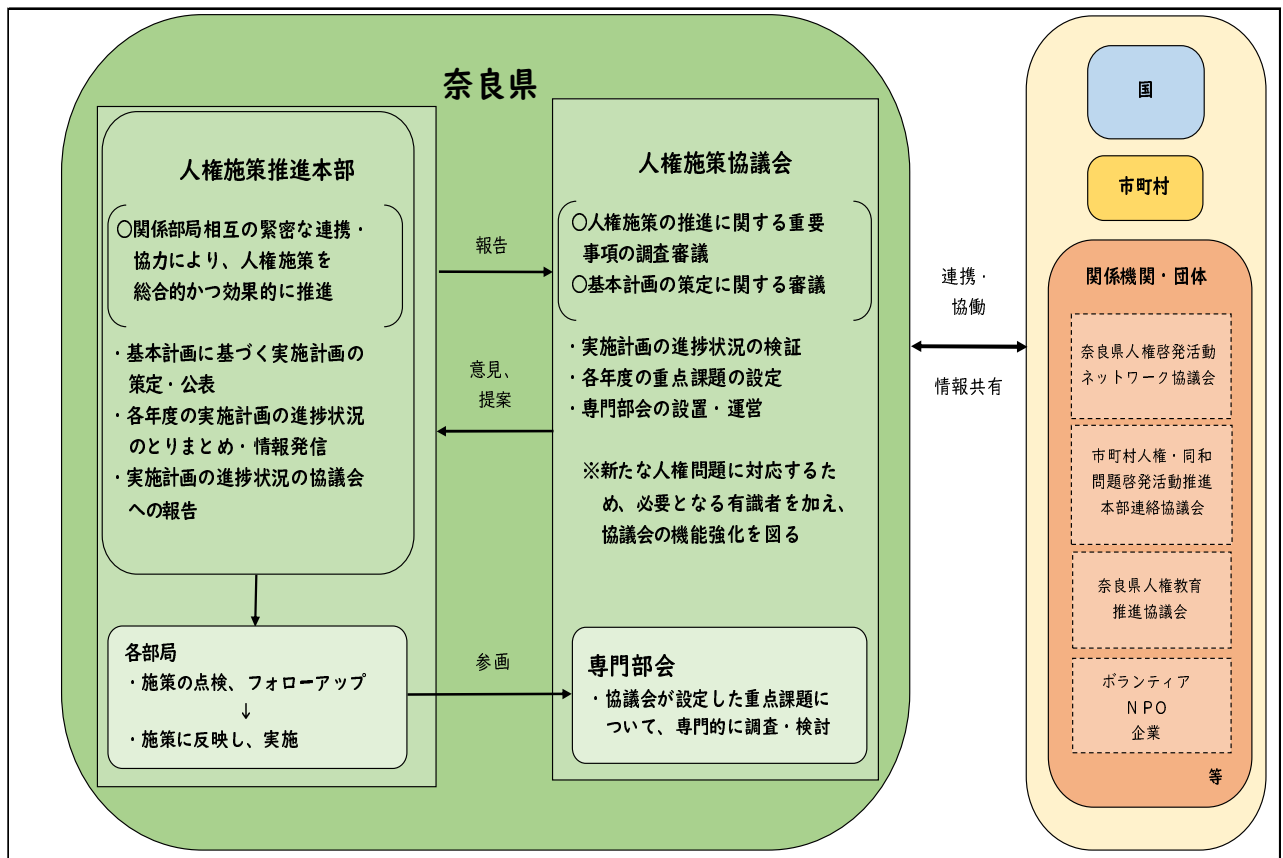 奈良県
人権施策推進本部
〇関係部局相互の緊密な連携・
協力により、人権施策を
総合的かつ効果的に推進
・基本計画に基づく実施計画の
策定・公表
・各年度の実施計画の進捗状況
のとりまとめ・情報発信
・実施計画の進捗状況の協議会
への報告
各部局
・施策の点検、フォローアップ
↓
・施策に反映し、実施
報告
意見、
提案
参画
人権施策協議会
〇人権施策の推進に関する重要
事項の調査審議
〇基本計画の策定に関する審議
・実施計画の進捗状況の検証
・各年度の重点課題の設定
・専門部会の設置・運営
※新たな人権問題に対応するた
め、必要となる有識者を加え、
協議会の機能強化を図る
専門部会
・協議会が設定した重点課題に
ついて、専門的に調査・検討
連携・
協働
情報共有
国
市町村
関係機関・団体
奈良県人権啓発活動
ネットワーク協議会
市町村人権・同和
問題啓発活動推進
本部連絡協議会
奈良県人権教育
推進協議会
ボランティア
NPO
企業
等